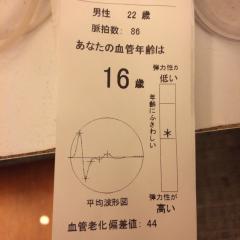 男性 22 歳
脈拍数: 86
あなたの血管年齢は
16歳
弾力性が
低い
年齢にふさわしい
*
弾力性が
高い
平均波形図
血管老化偏差値: 44